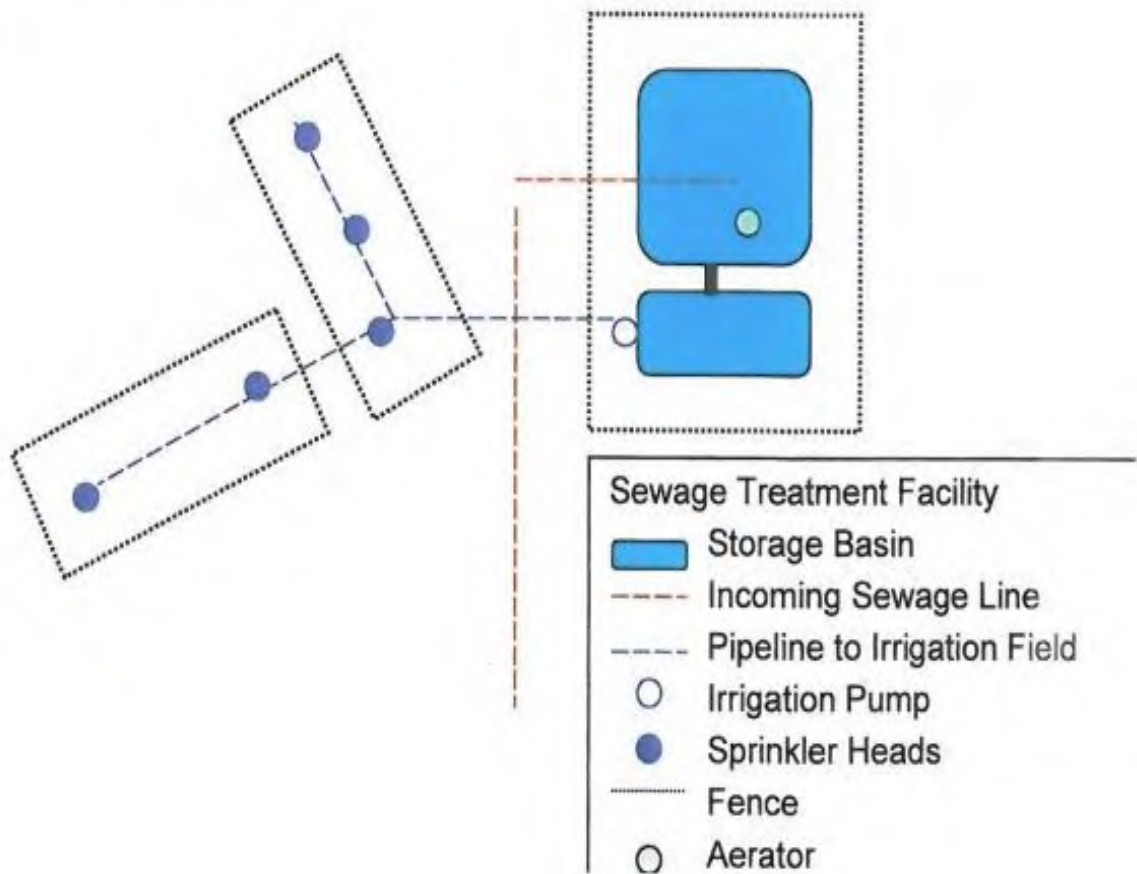 Sewage Treatment Facility
Storage Basin
Incoming Sewage Line
Pipeline to Irrigation Field
Irrigation Pump
Sprinkler Heads
Fence
Aerator